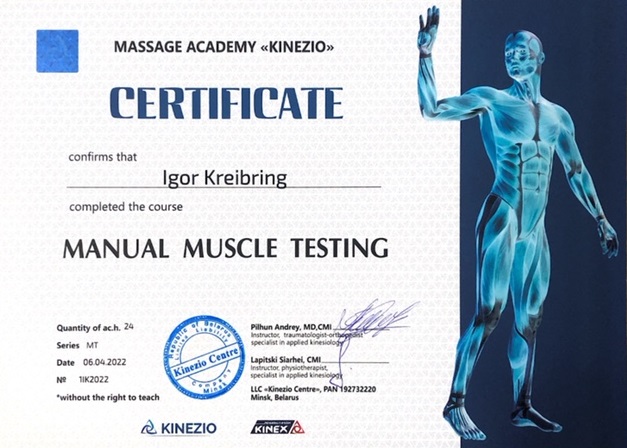 MASSAGE ACADEMY «KINEZIO»
CERTIFICATE
confirms that
Igor Kreibring
completed the course
MANUAL MUSCLE TESTING
Quantity of ac.h. 24
Series MT
Date 06.04.2022
№ 1IK2022
*without the right to teach
Republic of Belarus
Limited Liability
Kinezio Centre
Company
Minsk
Pilhun Andrey, MD,CMI
Instructor, traumatologist-orthopedist
specialist in applied kinesiology
Lapitski Siarhei, CMI
Instructor, physiotherapist,
specialist in applied kinesiology
LLC «Kinezio Centre», PAN 192732220
Minsk, Belarus
KINEZIO
KINEX